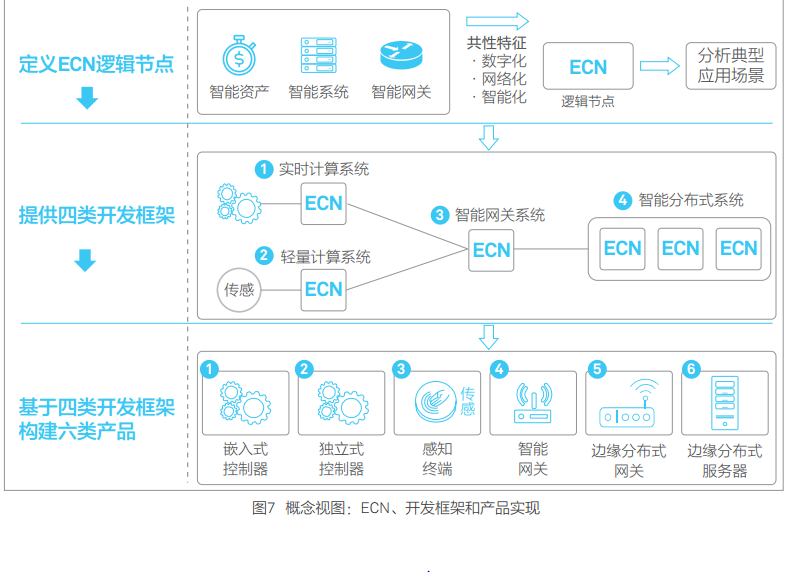 定义ECN逻辑节点
智能资产
智能系统
智能网关
共性特征
· 数字化
· 网络化
· 智能化
ECN
逻辑节点
分析典型
应用场景
提供四类开发框架
1 实时计算系统
ECN
2 轻量计算系统
传感
ECN
3 智能网关系统
ECN
4 智能分布式系统
ECN ECN ECN
基于四类开发框架
构建六类产品
1
嵌入式
控制器
2
独立式
控制器
3
传感
感知
终端
4
智能
网关
5
边缘分布式
网关
6
边缘分布式
服务器
图7 概念视图：ECN、开发框架和产品实现